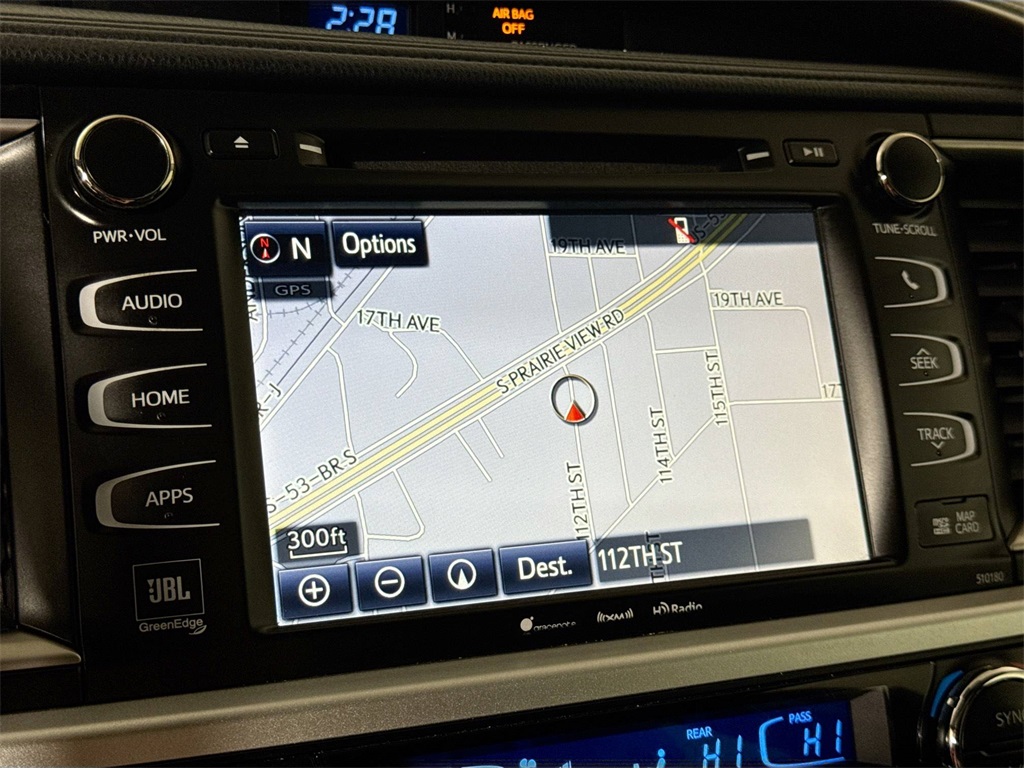 2:28
AIR BAG
OFF
PWR·VOL
AUDIO
HOME
APPS
JBL
GreenEdge
N
N
Options
GPS
19TH AVE
17TH AVE
19TH AVE
S PRAIRIE VIEW RD
115TH ST
114TH ST
112TH ST
S-53-BR S
300ft
Dest.
112TH ST
gracenote
HD Radio
TUNE·SCROLL
SEEK
TRACK
MAP
CARD
510180
REAR
HI
PASS
HI